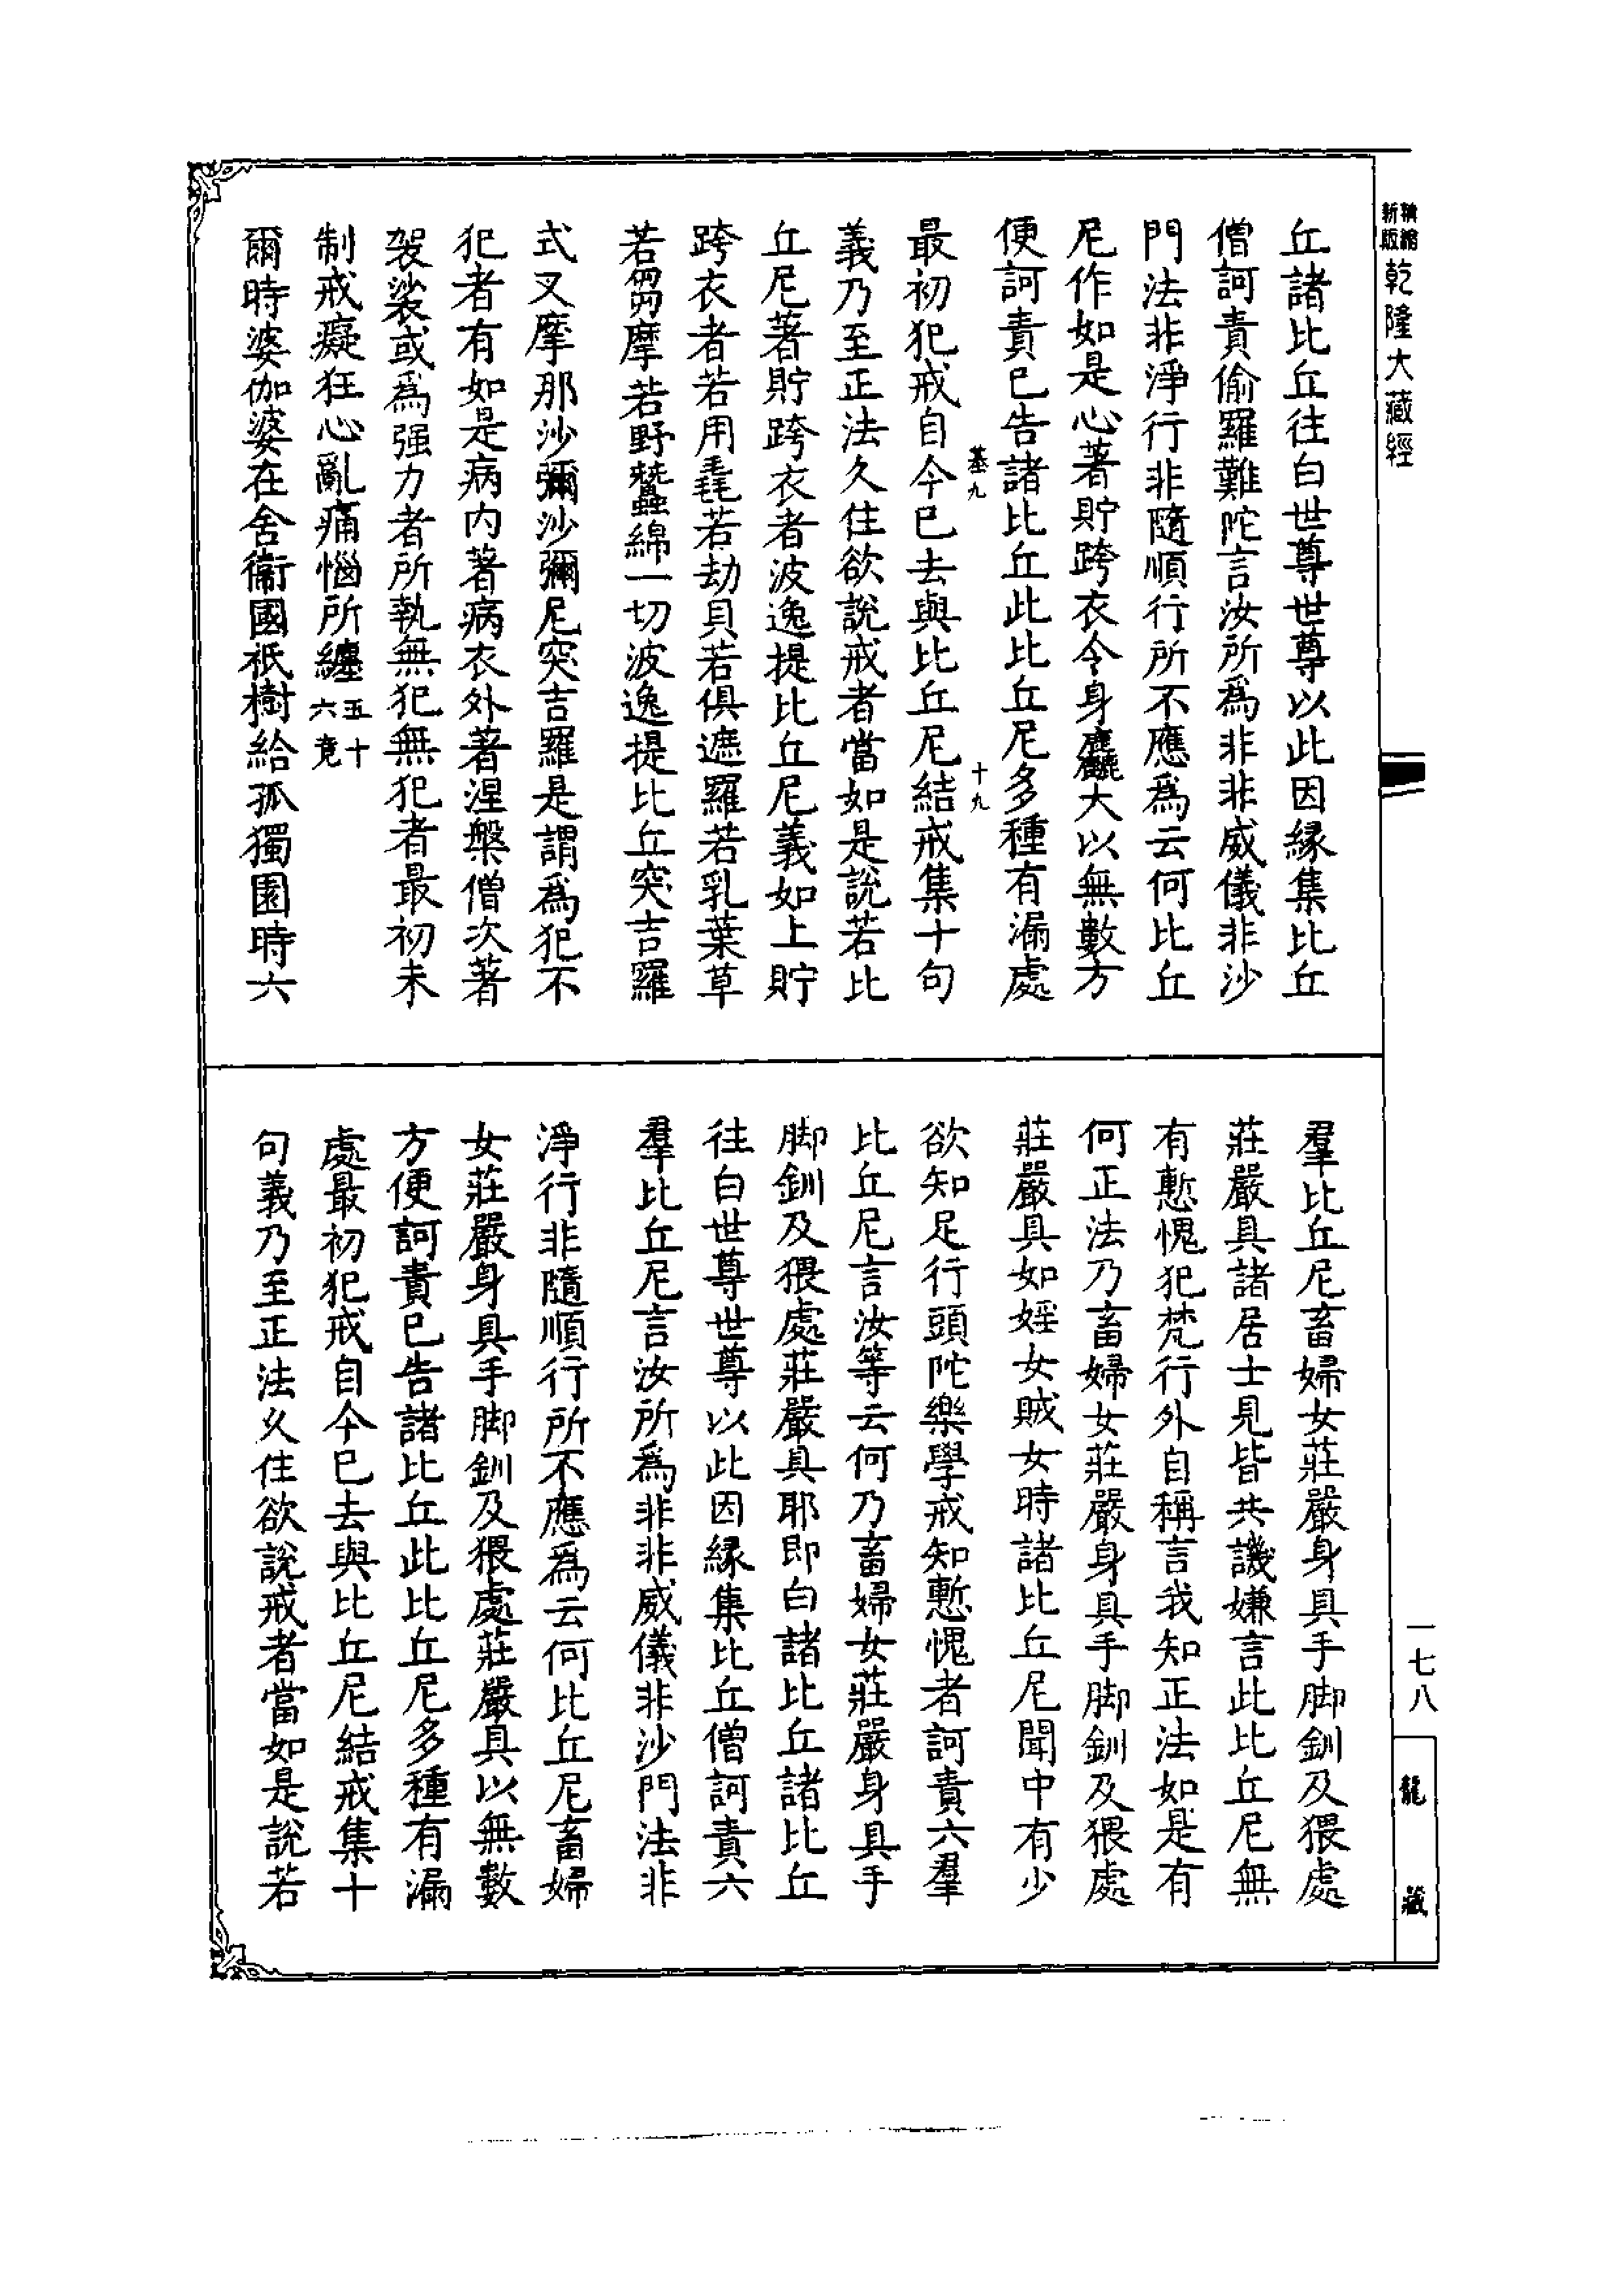 新縮精版 乾隆大藏經
丘諸比丘往白世尊世尊以此因緣集比丘
僧訶責偷羅難陀言汝所為非非威儀非沙
門法非淨行非隨順行所不應為云何比丘
尼作如是心著貯跨衣令身麤大以無數方
便訶責已告諸比丘此比丘尼多種有漏處
棊九
十九
最初犯戒自今已去與比丘尼結戒集十句
義乃至正法久住欲說戒者當如是說若比
丘尼著貯跨衣者波逸提比丘尼義如上貯
跨衣者若用毳若劫貝若俱遮羅若乳葉草
若芻摩若野蠶綿一切波逸提比丘突吉羅
式叉摩那沙彌沙彌尼突吉羅是謂為犯不
犯者有如是病內著病衣外著涅槃僧次著
袈裟或為强力者所執無犯無犯者最初未
制戒癡狂心亂痛惱所纏五十六竟
爾時婆伽婆在舍衛國祇樹給孤獨園時六
羣比丘尼畜婦女莊嚴身具手脚釧及猥處
莊嚴具諸居士見皆共譏嫌言此比丘尼無
有慙愧犯梵行外自稱言我知正法如是有
何正法乃畜婦女莊嚴身具手脚釧及猥處
莊嚴具如婬女賊女時諸比丘尼聞中有少
欲知足行頭陀樂學戒知慙愧者訶責六羣
比丘尼言汝等云何乃畜婦女莊嚴身具手
脚釧及猥處莊嚴具耶即白諸比丘諸比丘
往白世尊世尊以此因緣集比丘僧訶責六
羣比丘尼言汝所為非非威儀非沙門法非
淨行非隨順行所不應為云何比丘尼畜婦
女莊嚴身具手脚釧及猥處莊嚴具以無數
方便訶責已告諸比丘此比丘尼多種有漏
處最初犯戒自今已去與比丘尼結戒集十
句義乃至正法久住欲說戒者當如是說若
一七八
龍藏